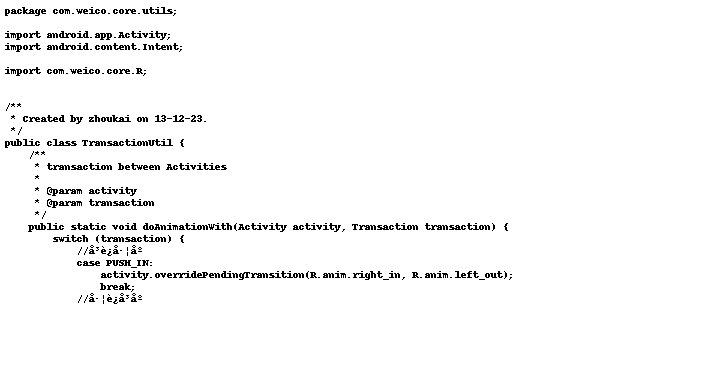 package com.weico.core.utils;
import android.app.Activity;
import android.content.Intent;
import com.weico.core.R;
/**
 * Created by zhoukai on 13-12-23.
 */
public class TransactionUtil {
    /**
     * transaction between Activities
     *
     * @param activity
     * @param transaction
     */
    public static void doAnimationWith(Activity activity, Transaction transaction) {
        switch (transaction) {
            //å³è¿å·¦åº
            case PUSH_IN:
                activity.overridePendingTransition(R.anim.right_in, R.anim.left_out);
                break;
            //å·¦è¿å³åº